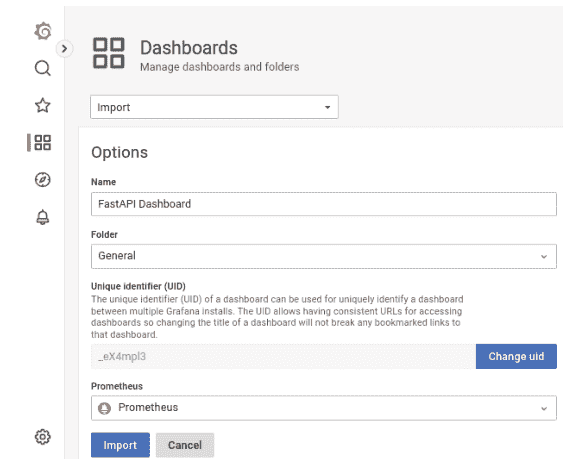 Dashboards
Manage dashboards and folders
Import
Options
Name
FastAPI Dashboard
Folder
General
Unique identifier (UID)
The unique identifier (UID) of a dashboard can be used for uniquely identify a dashboard
between multiple Grafana installs. The UID allows having consistent URLs for accessing
dashboards so changing the title of a dashboard will not break any bookmarked links to
that dashboard.
_eX4mpl3
Change uid
Prometheus
Prometheus
Import
Cancel